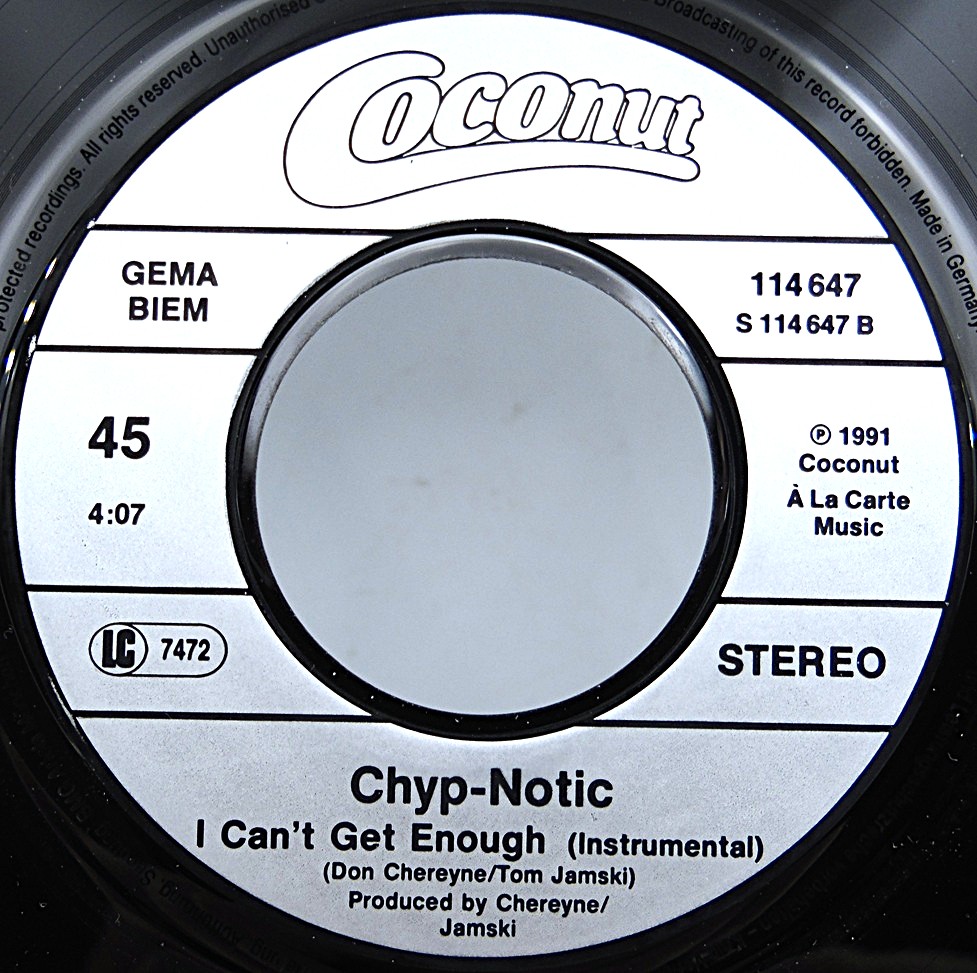 protected recordings. All rights reserved. Unauthorised
Broadcasting of this record forbidden. Made in Germany
Coconut
GEMA
BIEM
114 647
S 114 647 B
45
4:07
℗ 1991
Coconut
À La Carte
Music
LC 7472
STEREO
Chyp-Notic
I Can't Get Enough (Instrumental)
(Don Chereyne/Tom Jamski)
Produced by Chereyne/
Jamski